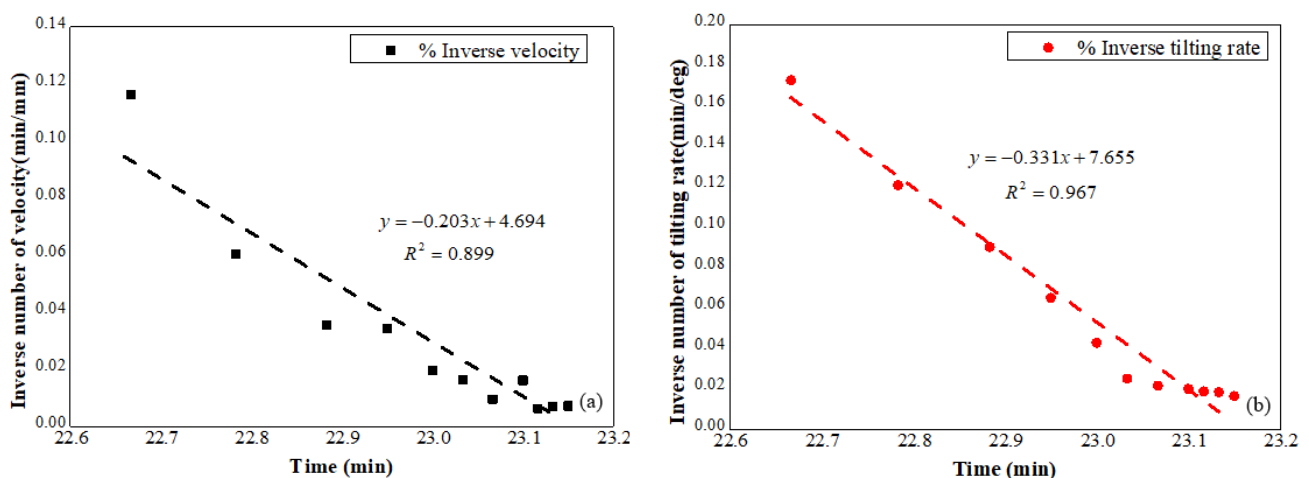 0.14
0.12
0.10
0.08
0.06
0.04
0.02
0.00
22.6
22.7
22.8
22.9
23.0
23.1
23.2
Inverse number of velocity(min/mm)
Time (min)
% Inverse velocity
y = −0.203x + 4.694
R² = 0.899
(a)
0.20
0.18
0.16
0.14
0.12
0.10
0.08
0.06
0.04
0.02
0.00
22.6
22.7
22.8
22.9
23.0
23.1
23.2
Inverse number of tilting rate(min/deg)
Time (min)
% Inverse tilting rate
y = −0.331x + 7.655
R² = 0.967
(b)